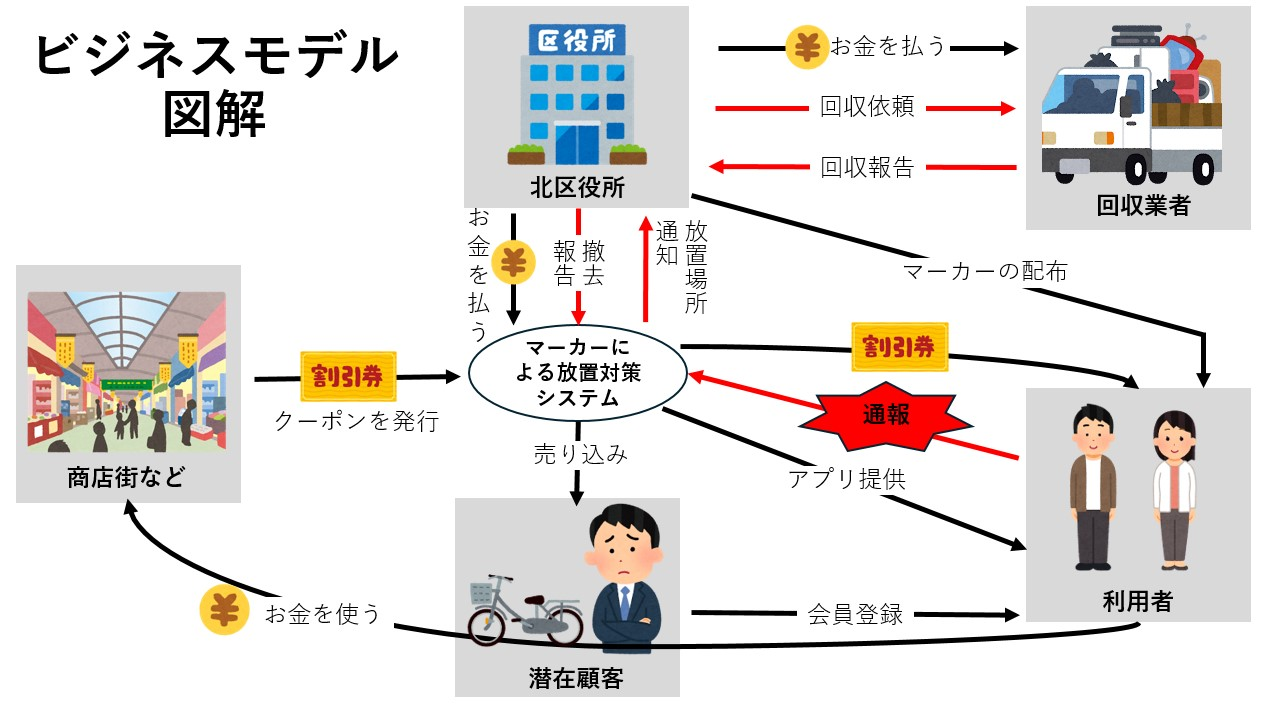 ビジネスモデル
図解
区役所
北区役所
¥
お金を払う
回収依頼
回収報告
回収業者
お金を払う
¥
撤去
報告
放置場所
通知
マーカーの配布
商店街など
割引券
クーポンを発行
マーカーに
よる放置対策
システム
割引券
通報
アプリ提供
利用者
売り込み
潜在顧客
会員登録
¥
お金を使う